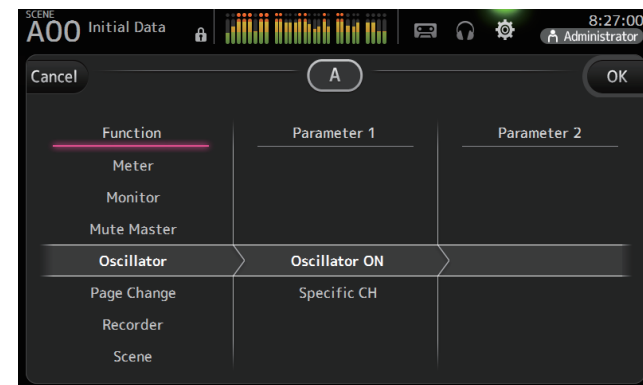 SCENE
A00 Initial Data
8:27:00
Administrator
Cancel
A
OK
Function
Parameter 1
Parameter 2
Meter
Monitor
Mute Master
Oscillator
Oscillator ON
Page Change
Specific CH
Recorder
Scene